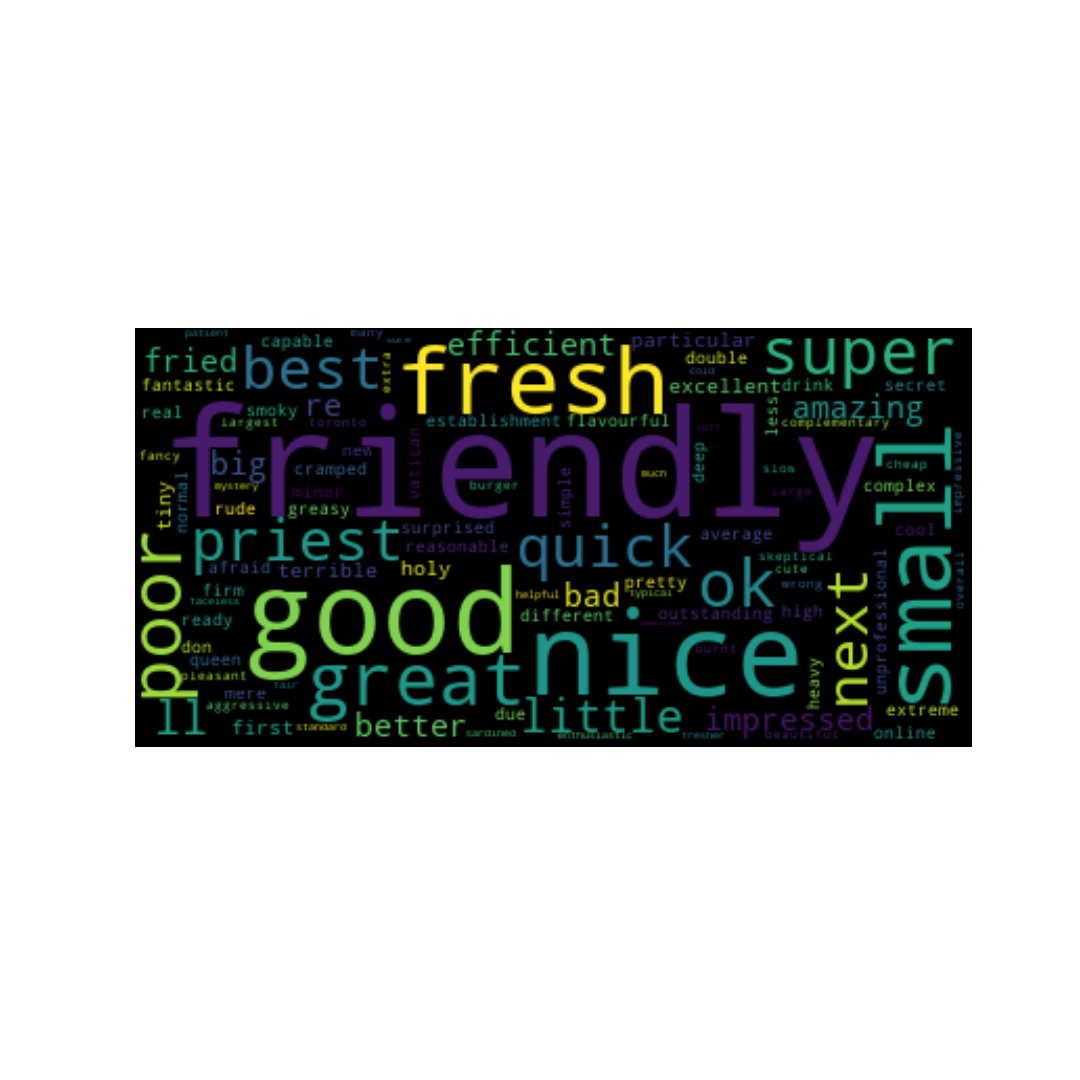 patient
many
capable
efficient
particular
super
fried
best
extra
fresh
double
cold
fantastic
excellent
drink
secret
real
smoky
re
amazing
largest
toronto
establishment
flavourful
less
complementary
friendly
small
fancy
big
new
cramped
vatican
deep
slow
cheap
impressive
mystery
tiny
normal
minor
burger
simple
much
large
complex
rude
greasy
priest
surprised
quick
average
cool
reasonable
skeptical
afraid
terrible
holy
cute
overall
poor
firm
faceless
good
helpful
bad
pretty
typical
ok
wrong
next
unprofessional
ready
different
outstanding
high
don
queen
nice
burnt
pleasant
great
fair
mere
heavy
aggressive
ll
first
standard
better
due
little
impressed
extreme
sardined
enthusiastic
fresher
beautiful
online